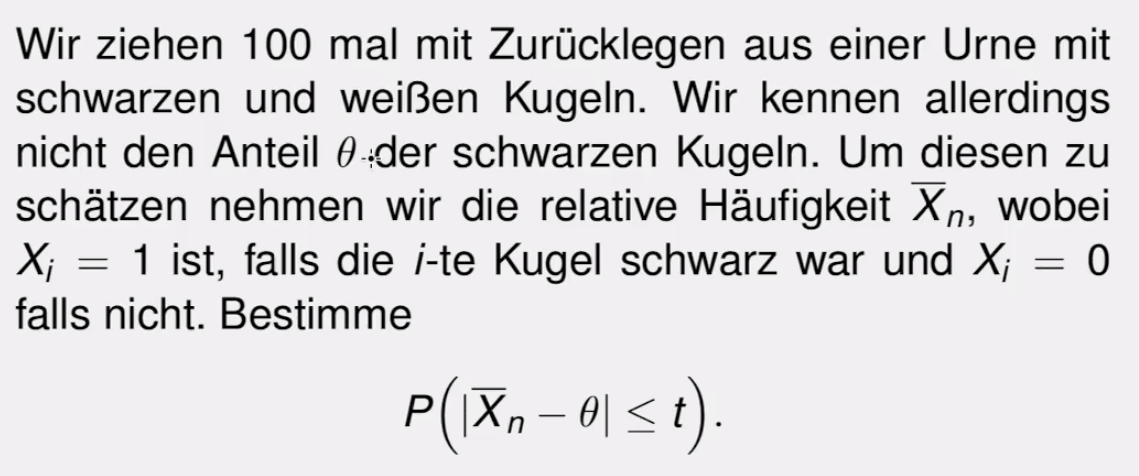 Wir ziehen 100 mal mit Zurücklegen aus einer Urne mit
schwarzen und weißen Kugeln. Wir kennen allerdings
nicht den Anteil θ der schwarzen Kugeln. Um diesen zu
schätzen nehmen wir die relative Häufigkeit X̅ₙ, wobei
Xᵢ = 1 ist, falls die i-te Kugel schwarz war und Xᵢ = 0
falls nicht. Bestimme
P(|X̅ₙ − θ| ≤ t).